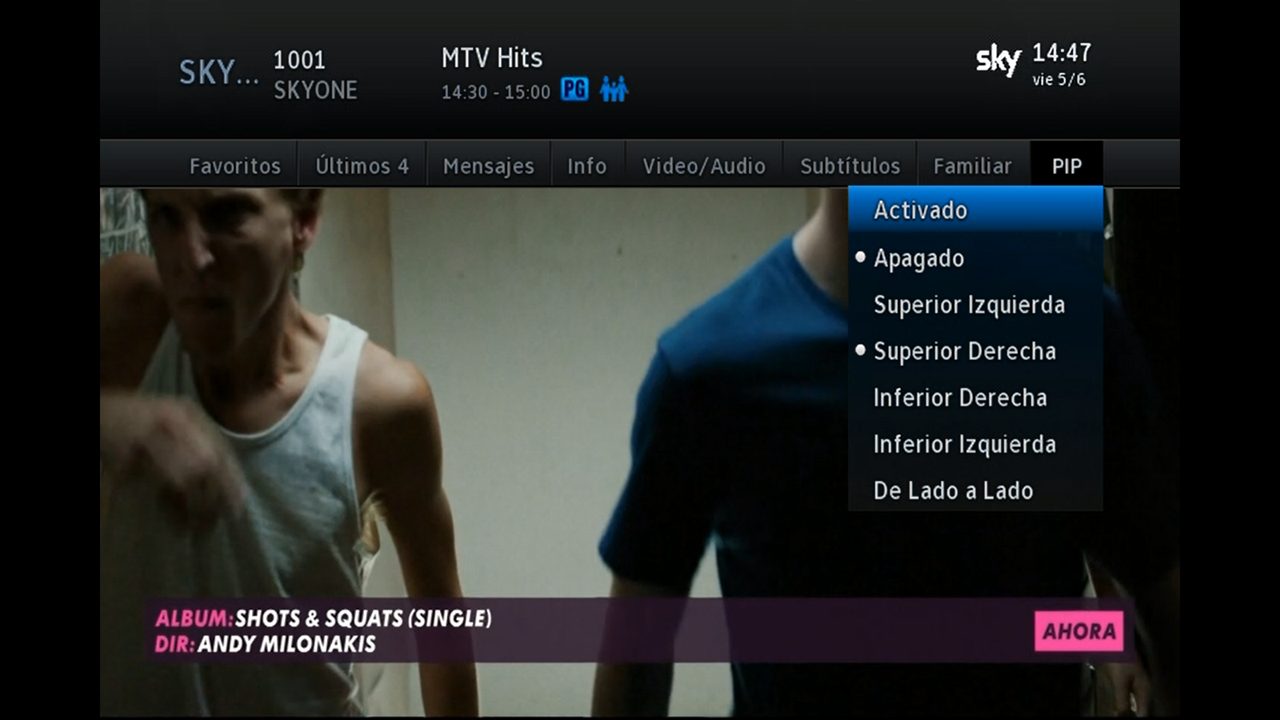 SKY...
1001
SKYONE
MTV Hits
14:30 - 15:00 PG
sky 14:47
vie 5/6
Favoritos Últimos 4 Mensajes Info Video/Audio Subtítulos Familiar PIP
Activado
Apagado
Superior Izquierda
Superior Derecha
Inferior Derecha
Inferior Izquierda
De Lado a Lado
ALBUM: SHOTS & SQUATS (SINGLE)
DIR: ANDY MILONAKIS
AHORA